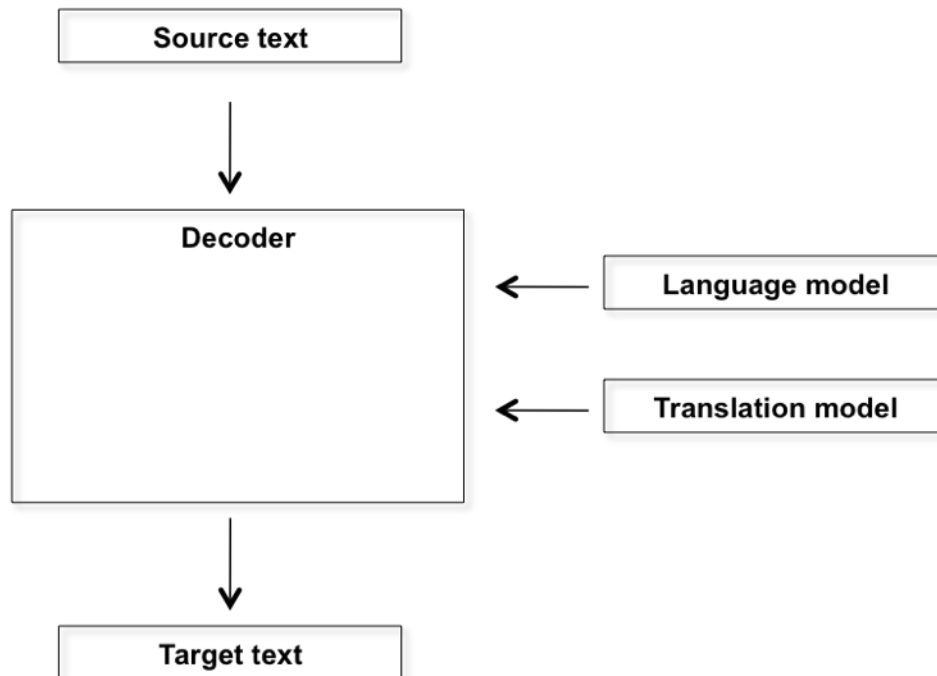 Source text
Decoder
Language model
Translation model
Target text